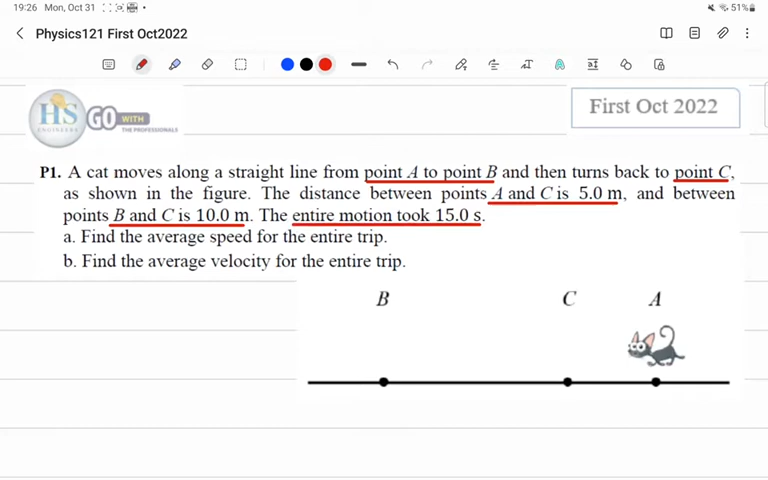 19:26 Mon, Oct 31
51%
Physics121 First Oct2022
HS
ENGINEERS
GO WITH
THE PROFESSIONALS
First Oct 2022
P1. A cat moves along a straight line from point A to point B and then turns back to point C,
as shown in the figure. The distance between points A and C is 5.0 m, and between
points B and C is 10.0 m. The entire motion took 15.0 s.
a. Find the average speed for the entire trip.
b. Find the average velocity for the entire trip.
B C A